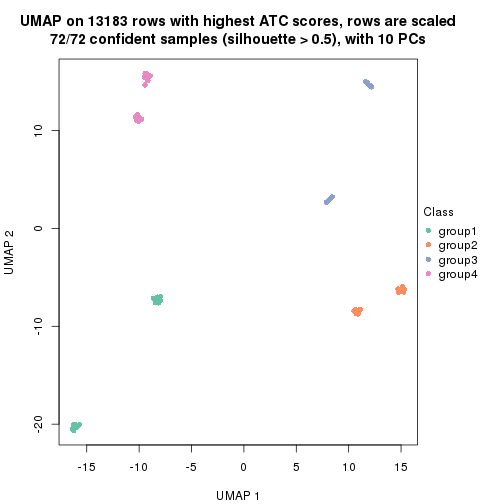 UMAP on 13183 rows with highest ATC scores, rows are scaled
72/72 confident samples (silhouette > 0.5), with 10 PCs
10
0
-10
-20
UMAP 2
-15
-10
-5
0
5
10
15
UMAP 1
Class
group1
group2
group3
group4